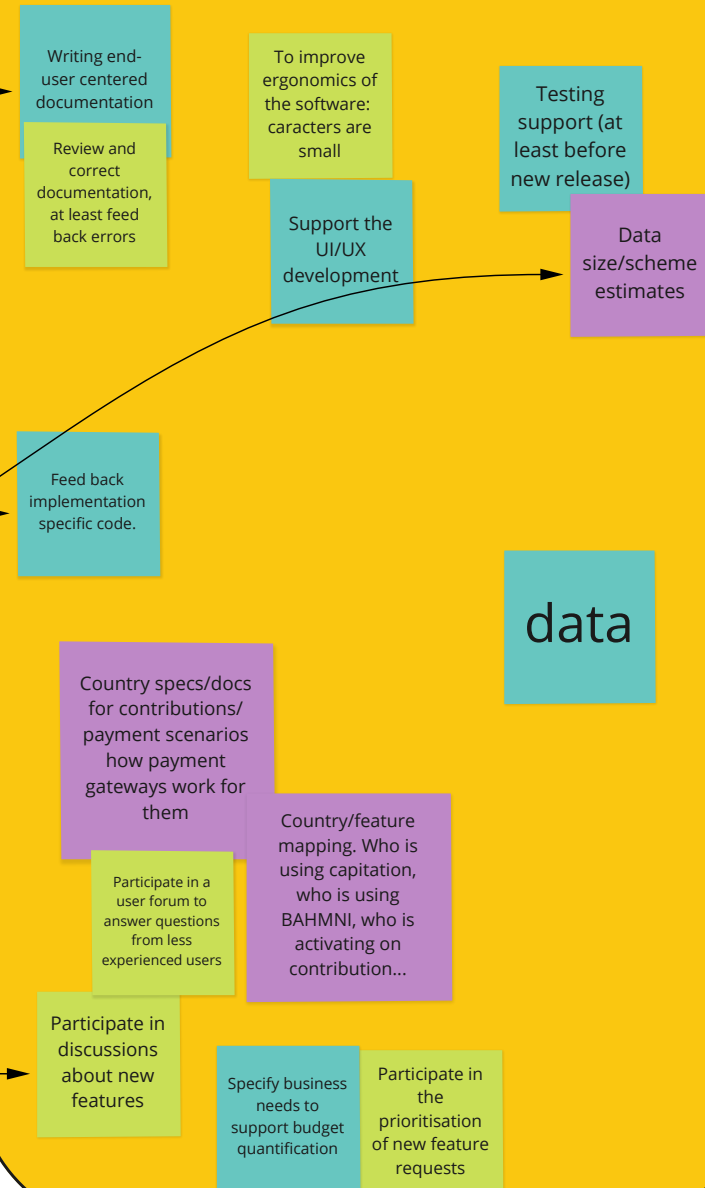 Writing end-
user centered
documentation
Review and
correct
documentation,
at least feed
back errors
To improve
ergonomics of
the software:
caracters are
small
Support the
UI/UX
development
Testing
support (at
least before
new release)
Data
size/scheme
estimates
Feed back
implementation
specific code.
data
Country specs/docs
for contributions/
payment scenarios
how payment
gateways work for
them
Country/feature
mapping. Who is
using capitation,
who is using
BAHMNI, who is
activating on
contribution...
Participate in a
user forum to
answer questions
from less
experienced users
Participate in
discussions
about new
features
Specify business
needs to
support budget
quantification
Participate in
the
prioritisation
of new feature
requests